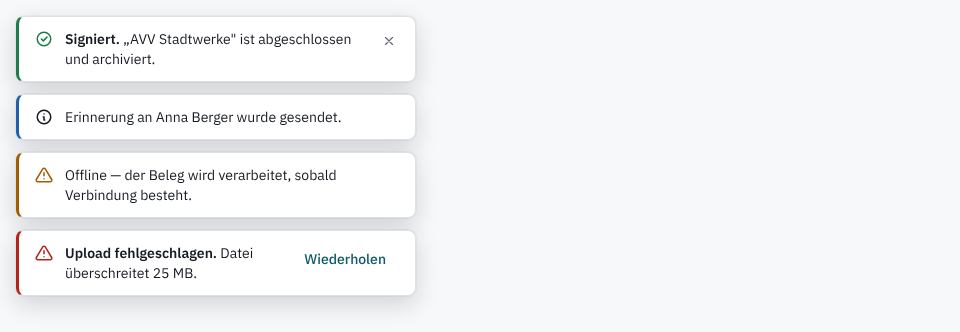 Signiert. „AVV Stadtwerke" ist abgeschlossen
und archiviert.
Erinnerung an Anna Berger wurde gesendet.
Offline — der Beleg wird verarbeitet, sobald
Verbindung besteht.
Upload fehlgeschlagen. Datei
überschreitet 25 MB.
Wiederholen